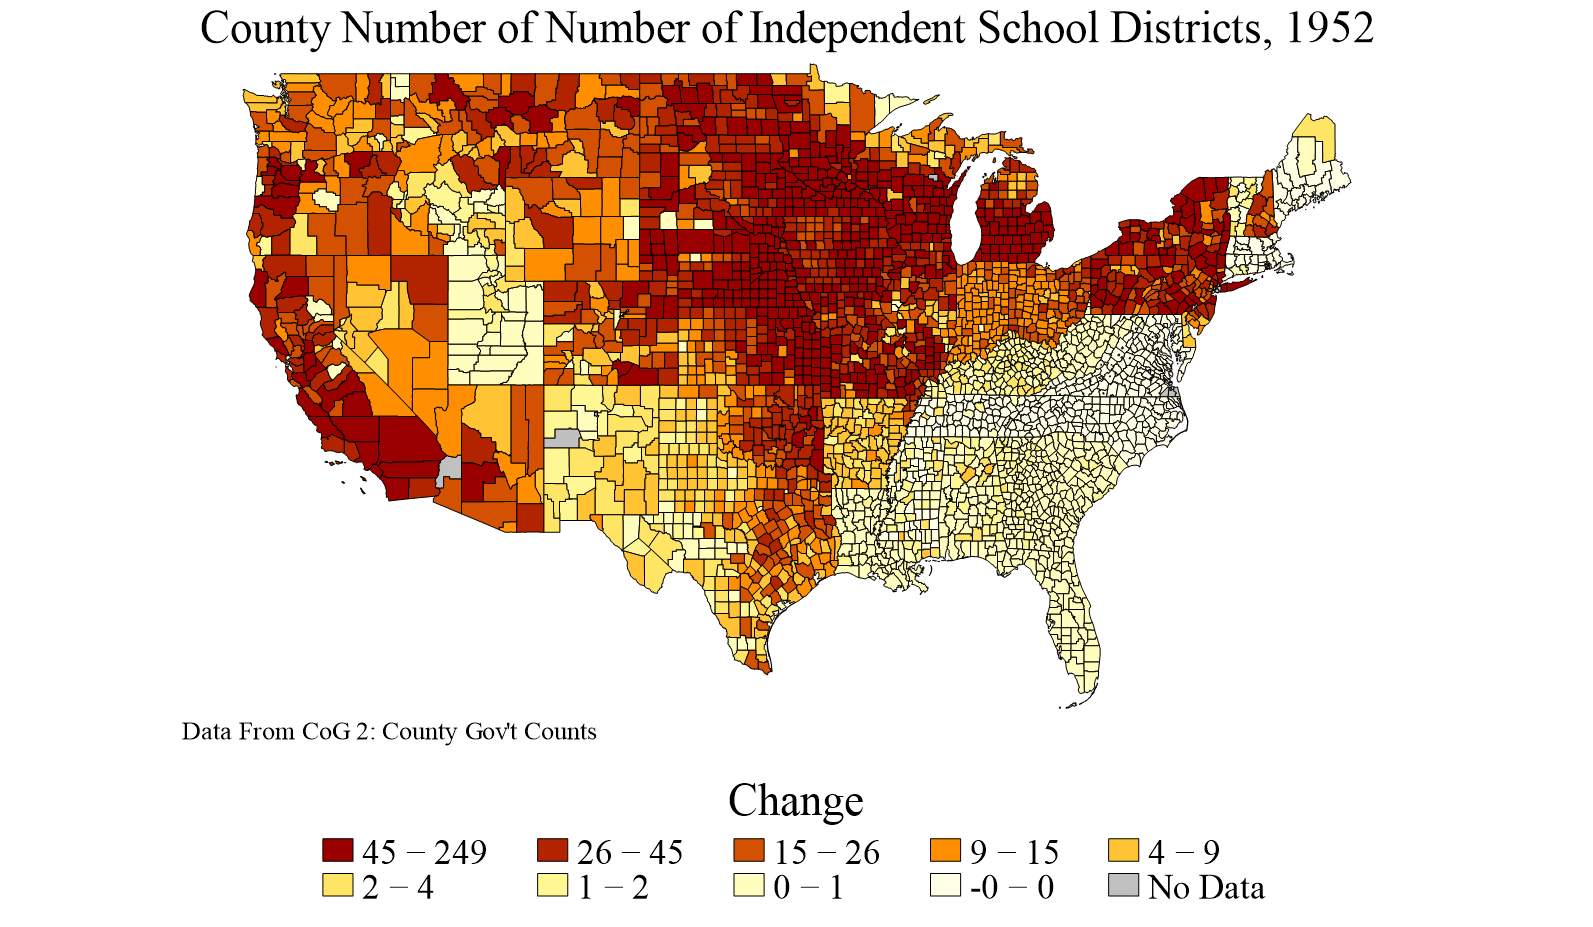 County Number of Number of Independent School Districts, 1952
Data From CoG 2: County Gov't Counts
Change
45 − 249
26 − 45
15 − 26
9 − 15
4 − 9
2 − 4
1 − 2
0 − 1
-0 − 0
No Data